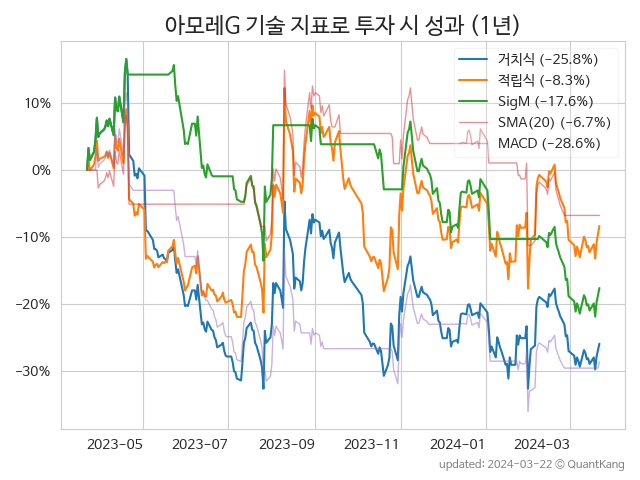 아모레G 기술 지표로 투자 시 성과 (1년)
거치식 (−25.8%)
적립식 (−8.3%)
SigM (−17.6%)
SMA(20) (−6.7%)
MACD (−28.6%)
10%
0%
−10%
−20%
−30%
2023-05 2023-07 2023-09 2023-11 2024-01 2024-03
updated: 2024-03-22 © QuantKang